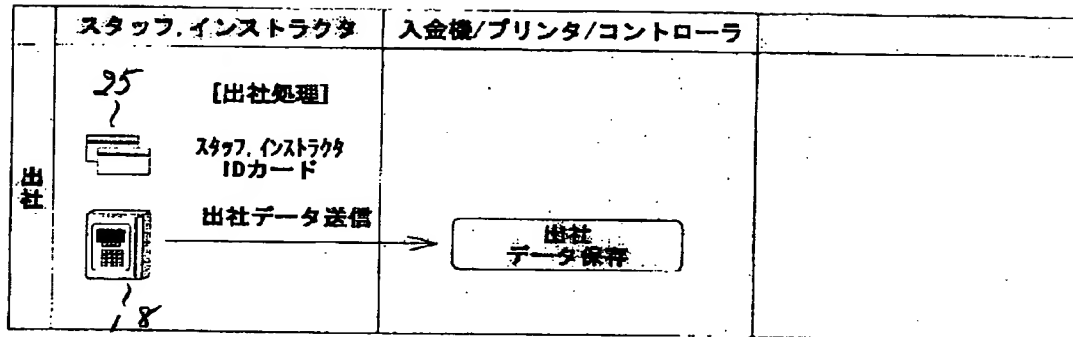 スタッフ,インストラクタ
入金機/プリンタ/コントローラ
25
[出社処理]
スタッフ,インストラクタ
IDカード
出社
出社データ送信
出社
データ保存
18